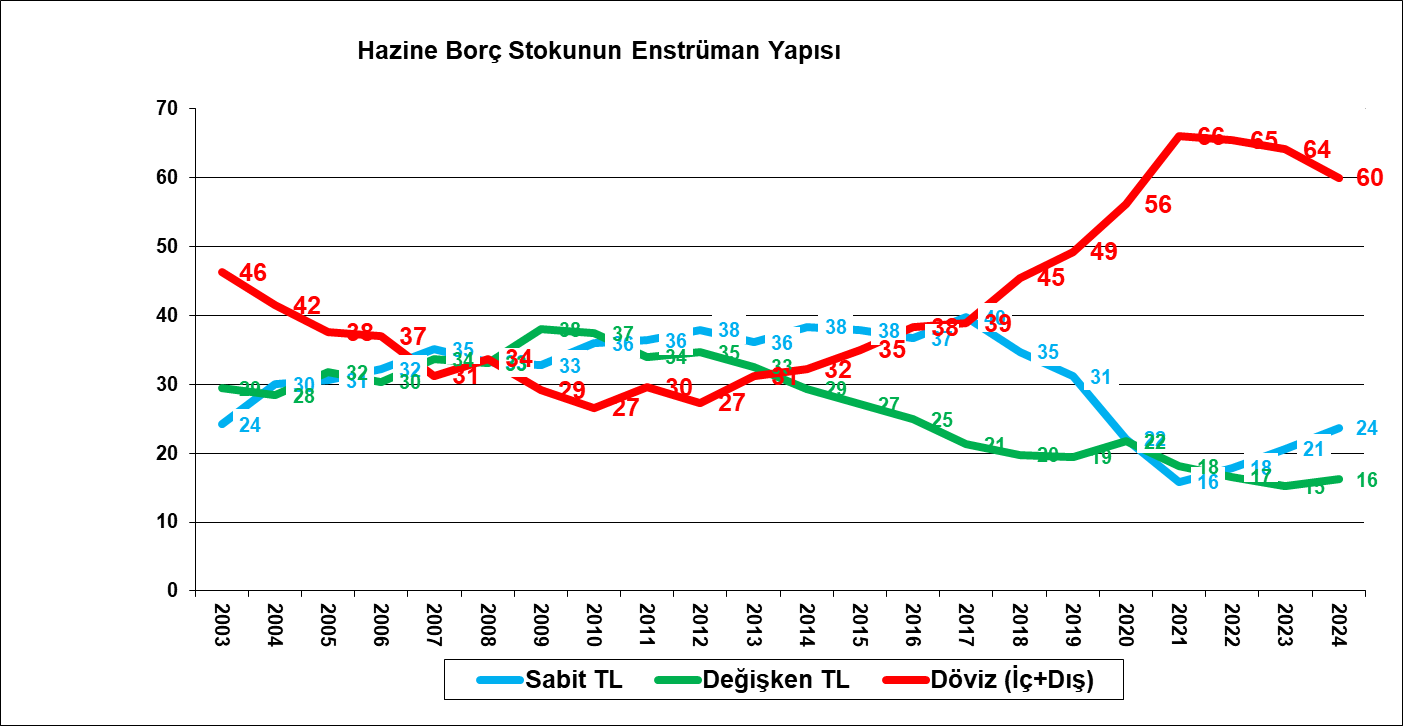 Hazine Borç Stokunun Enstrüman Yapısı
70
60
50
40
30
20
10
0
46 42 38 37 31 34 29 27 30 27 31 32 35 38 39 45 49 56 66 65 64 60
24 30 31 32 35 33 33 36 36 38 36 38 38 37 40 35 31 22 16 18 21 24
29 28 32 30 34 33 38 37 34 35 33 29 27 25 21 20 19 22 18 17 15 16
2003 2004 2005 2006 2007 2008 2009 2010 2011 2012 2013 2014 2015 2016 2017 2018 2019 2020 2021 2022 2023 2024
Sabit TL Değişken TL Döviz (İç+Dış)